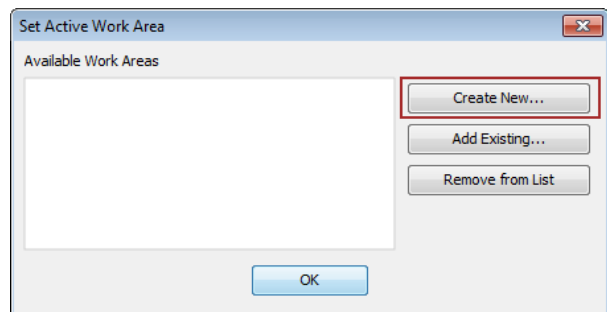 Set Active Work Area
Available Work Areas
Create New...
Add Existing...
Remove from List
OK